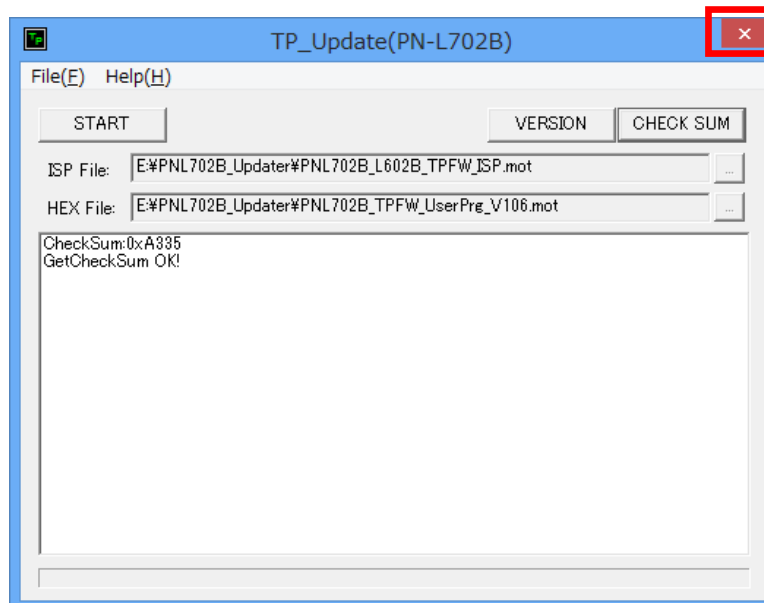 TP
TP_Update(PN-L702B)
×
File(F) Help(H)
START VERSION CHECK SUM
ISP File: E:¥PNL702B_Updater¥PNL702B_L602B_TPFW_ISP.mot ...
HEX File: E:¥PNL702B_Updater¥PNL702B_TPFW_UserPrg_V106.mot ...
CheckSum:0xA335
GetCheckSum OK!